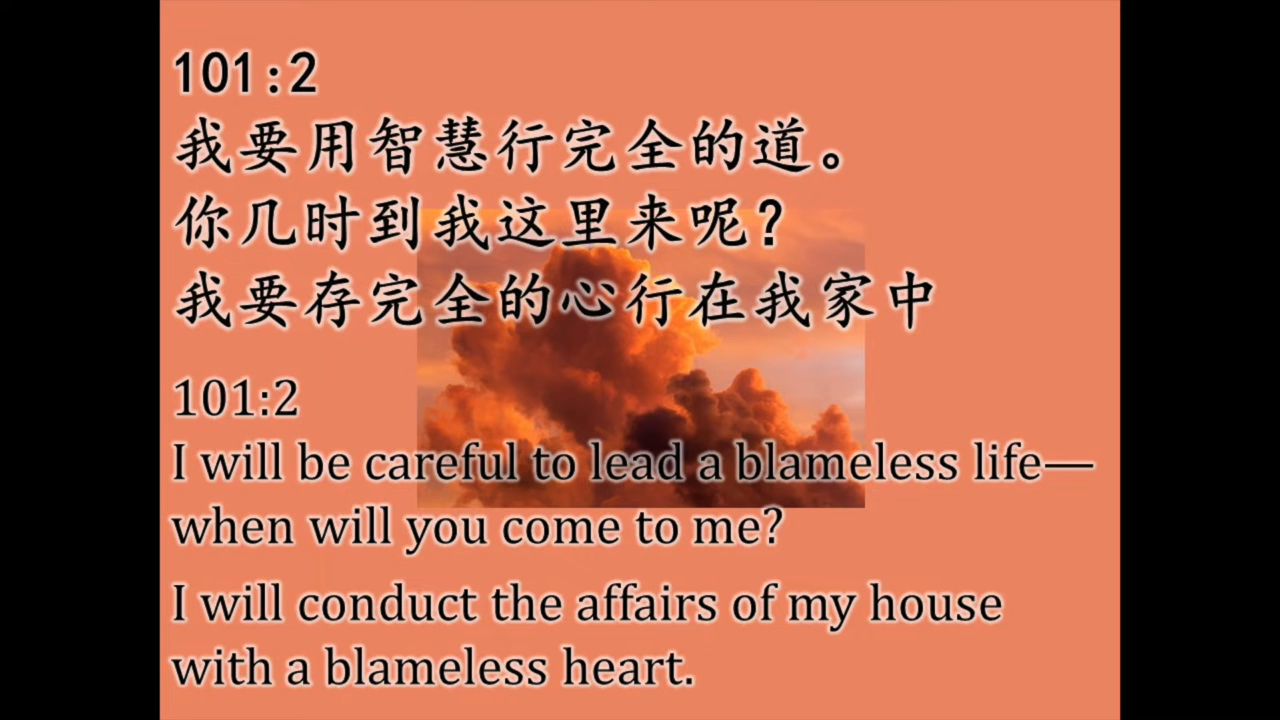 101:2
我要用智慧行完全的道。
你几时到我这里来呢？
我要存完全的心行在我家中
101:2
I will be careful to lead a blameless life—
when will you come to me?
I will conduct the affairs of my house
with a blameless heart.